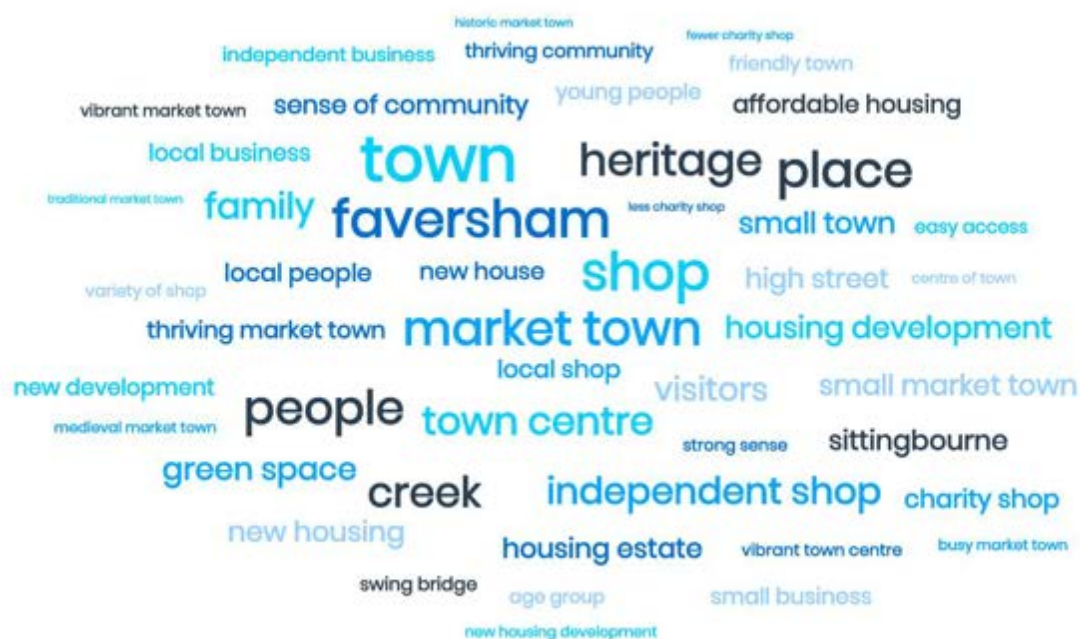 historic market town
fewer charity shop
independent business
thriving community
friendly town
vibrant market town
sense of community
young people
affordable housing
local business
town
heritage
place
traditional market town
family
faversham
less charity shop
small town
easy access
local people
new house
shop
high street
centre of town
variety of shop
thriving market town
market town
housing development
local shop
new development
people
town centre
visitors
small market town
medieval market town
strong sense
sittingbourne
green space
creek
independent shop
charity shop
new housing
housing estate
vibrant town centre
busy market town
swing bridge
age group
small business
new housing development